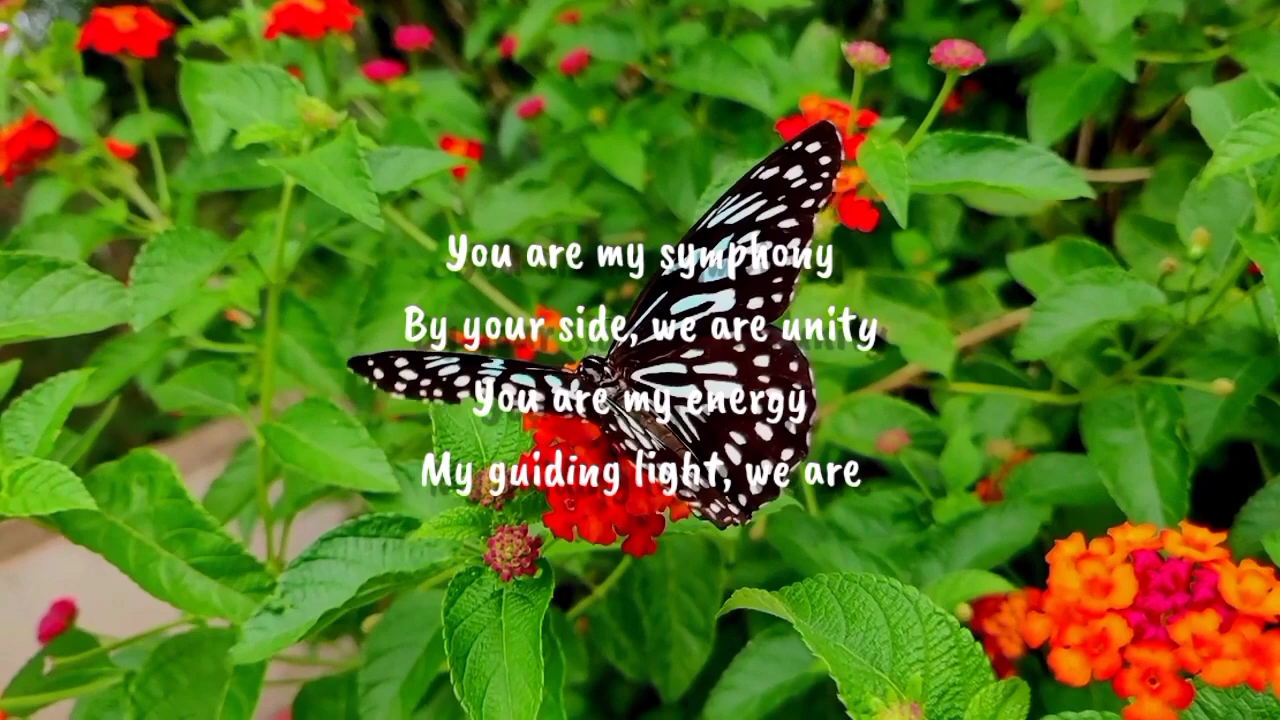 You are my symphony
By your side, we are unity
You are my energy
My guiding light, we are